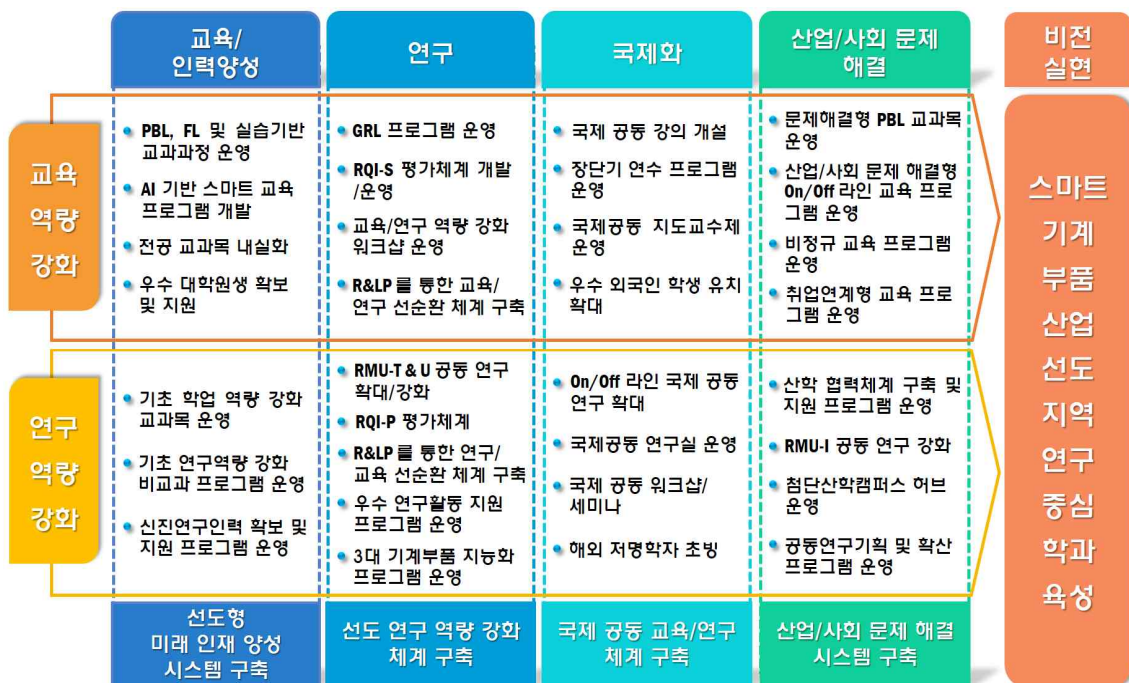 교육/
인력양성
연구
국제화
산업/사회 문제
해결
비전
실현
교육
역량
강화
PBL, FL 및 실습기반
교과과정 운영
AI 기반 스마트 교육
프로그램 개발
전공 교과목 내실화
우수 대학원생 확보
및 지원
GRL 프로그램 운영
RQI-S 평가체계 개발
/운영
교육/연구 역량 강화
워크샵 운영
R&LP를 통한 교육/
연구 선순환 체계 구축
국제 공동 강의 개설
장단기 연수 프로그램
운영
국제공동 지도교수제
운영
우수 외국인 학생 유치
확대
문제해결형 PBL 교과목
운영
산업/사회 문제 해결형
On/Off 라인 교육 프로
그램 운영
비정규 교육 프로그램
운영
취업연계형 교육 프로
그램 운영
연구
역량
강화
기초 학업 역량 강화
교과목 운영
기초 연구역량 강화
비교과 프로그램 운영
신진연구인력 확보 및
지원 프로그램 운영
RMU-T & U 공동 연구
확대/강화
RQI-P 평가체계
R&LP를 통한 연구/
교육 선순환 체계 구축
우수 연구활동 지원
프로그램 운영
3대 기계부품 지능화
프로그램 운영
On/Off 라인 국제 공동
연구 확대
국제공동 연구실 운영
국제 공동 워크샵/
세미나
해외 저명학자 초빙
산학 협력체계 구축 및
지원 프로그램 운영
RMU-I 공동 연구 강화
첨단산학캠퍼스 허브
운영
공동연구기획 및 확산
프로그램 운영
선도형
미래 인재 양성
시스템 구축
선도 연구 역량 강화
체계 구축
국제 공동 교육/연구
체계 구축
산업/사회 문제 해결
시스템 구축
스마트
기계
부품
산업
선도
지역
연구
중심
학과
육성